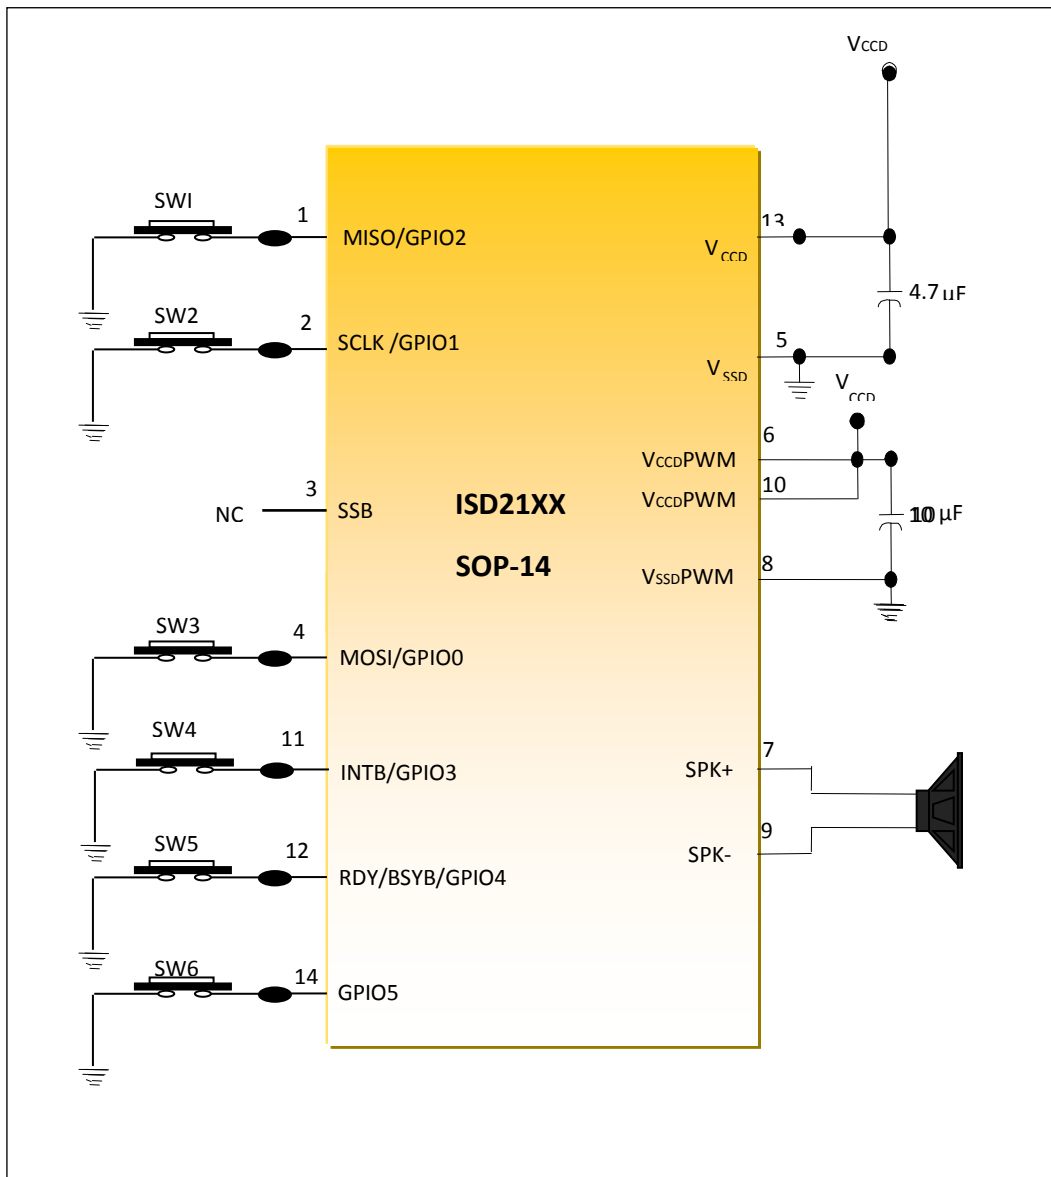 VCCD
SWI
1
MISO/GPIO2
13
VCCD
4.7 µF
SW2
2
SCLK /GPIO1
5
VSSD
VCCD
6
VCCDPWM
10
VCCDPWM
10 µF
3
NC
SSB
ISD21XX
SOP-14
8
VSSDPWM
SW3
4
MOSI/GPIO0
SW4
11
INTB/GPIO3
7
SPK+
9
SPK-
SW5
12
RDY/BSYB/GPIO4
SW6
14
GPIO5